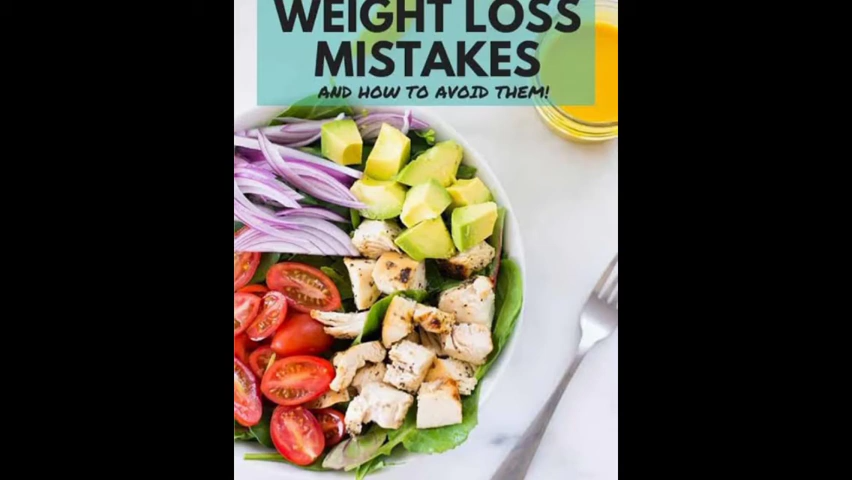 WEIGHT LOSS
MISTAKES
AND HOW TO AVOID THEM!